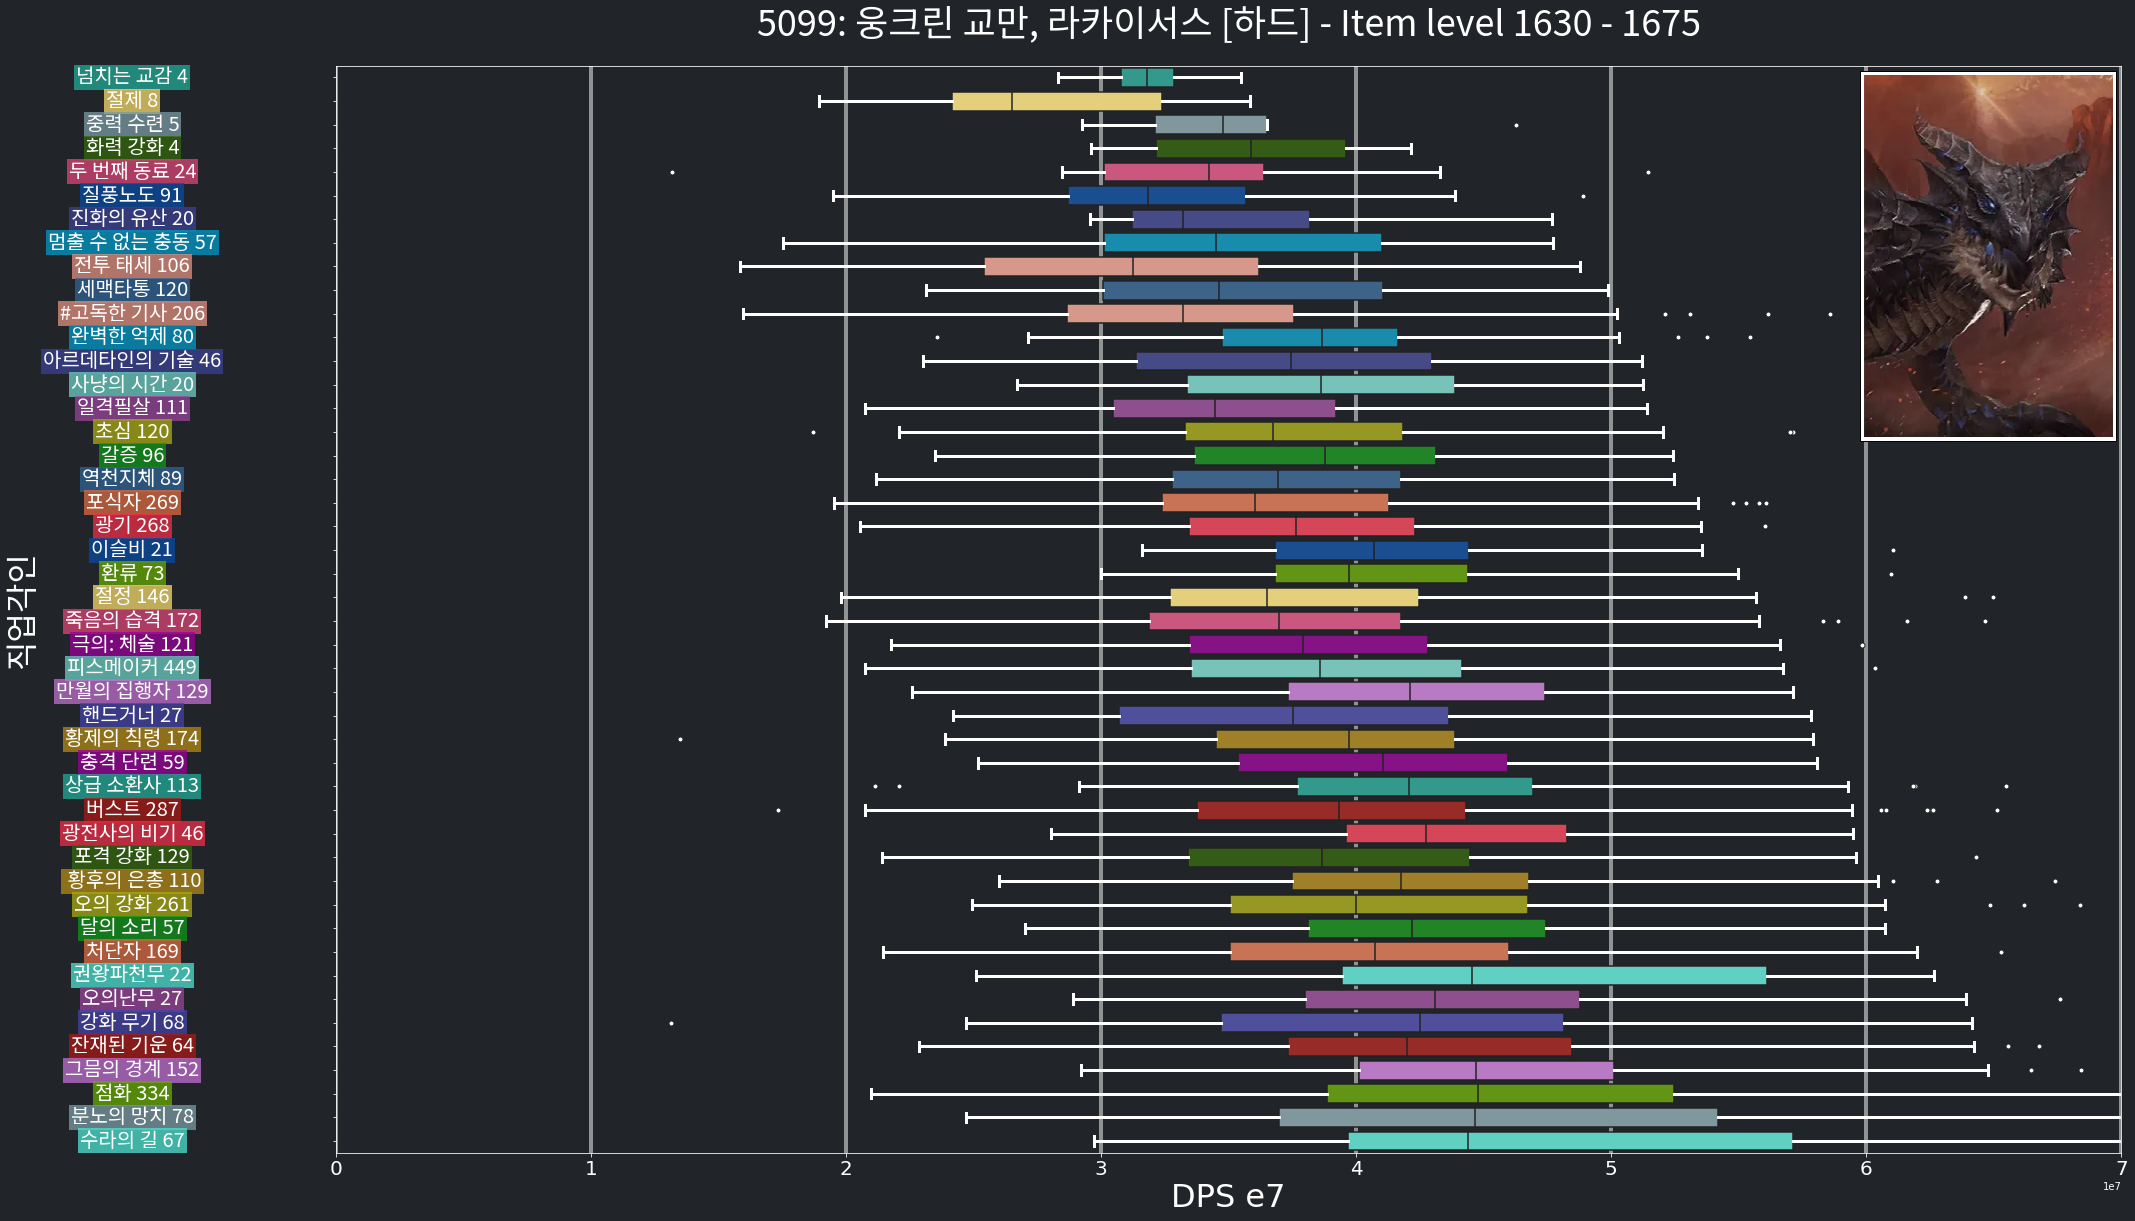 5099: 웅크린 교만, 라카이서스 [하드] - Item level 1630 - 1675
넘치는 교감 4
절제 8
중력 수련 5
화력 강화 4
두 번째 동료 24
질풍노도 91
진화의 유산 20
멈출 수 없는 충동 57
전투 태세 106
세맥타통 120
#고독한 기사 206
완벽한 억제 80
아르데타인의 기술 46
사냥의 시간 20
일격필살 111
초심 120
갈증 96
역천지체 89
포식자 269
광기 268
이슬비 21
환류 73
절정 146
죽음의 습격 172
극의: 체술 121
피스메이커 449
만월의 집행자 129
핸드거너 27
황제의 칙령 174
충격 단련 59
상급 소환사 113
버스트 287
광전사의 비기 46
포격 강화 129
황후의 은총 110
오의 강화 261
달의 소리 57
처단자 169
권왕파천무 22
오의난무 27
강화 무기 68
잔재된 기운 64
그믐의 경계 152
점화 334
분노의 망치 78
수라의 길 67
직업각인
0 1 2 3 4 5 6 7
1e7
DPS e7